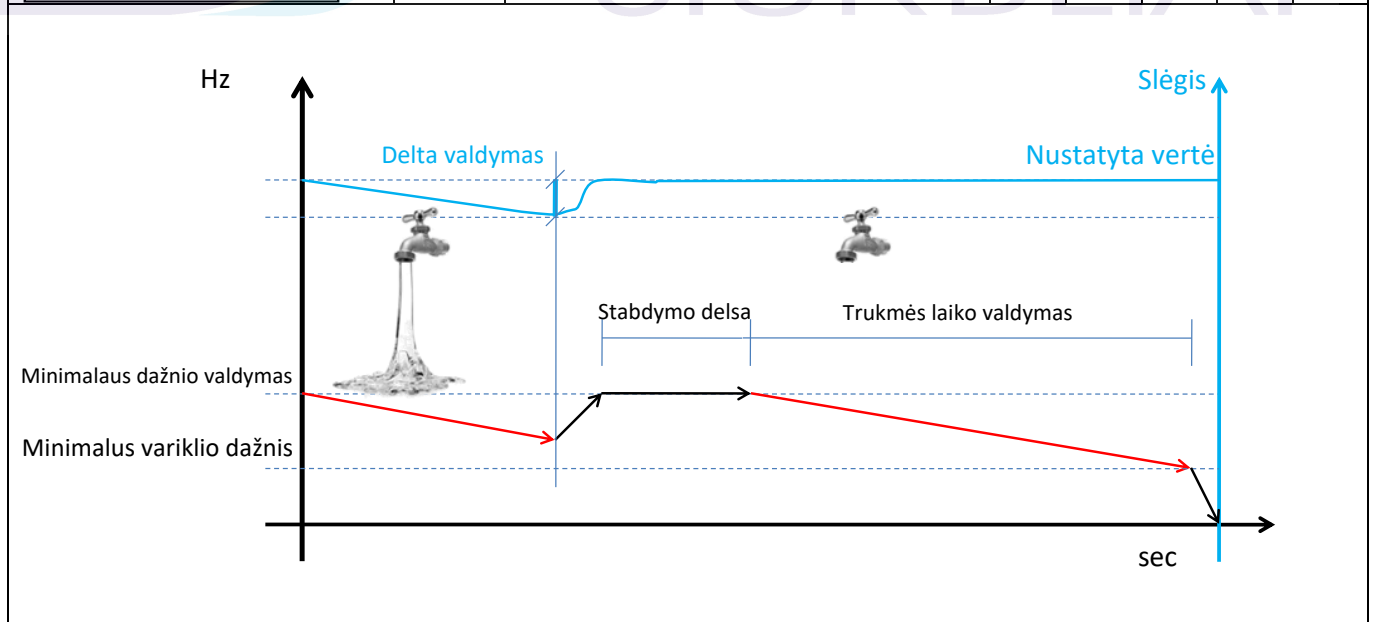 Hz
Slėgis
Delta valdymas
Nustatyta vertė
Stabdymo delsa
Trukmės laiko valdymas
Minimalaus dažnio valdymas
Minimalus variklio dažnis
sec